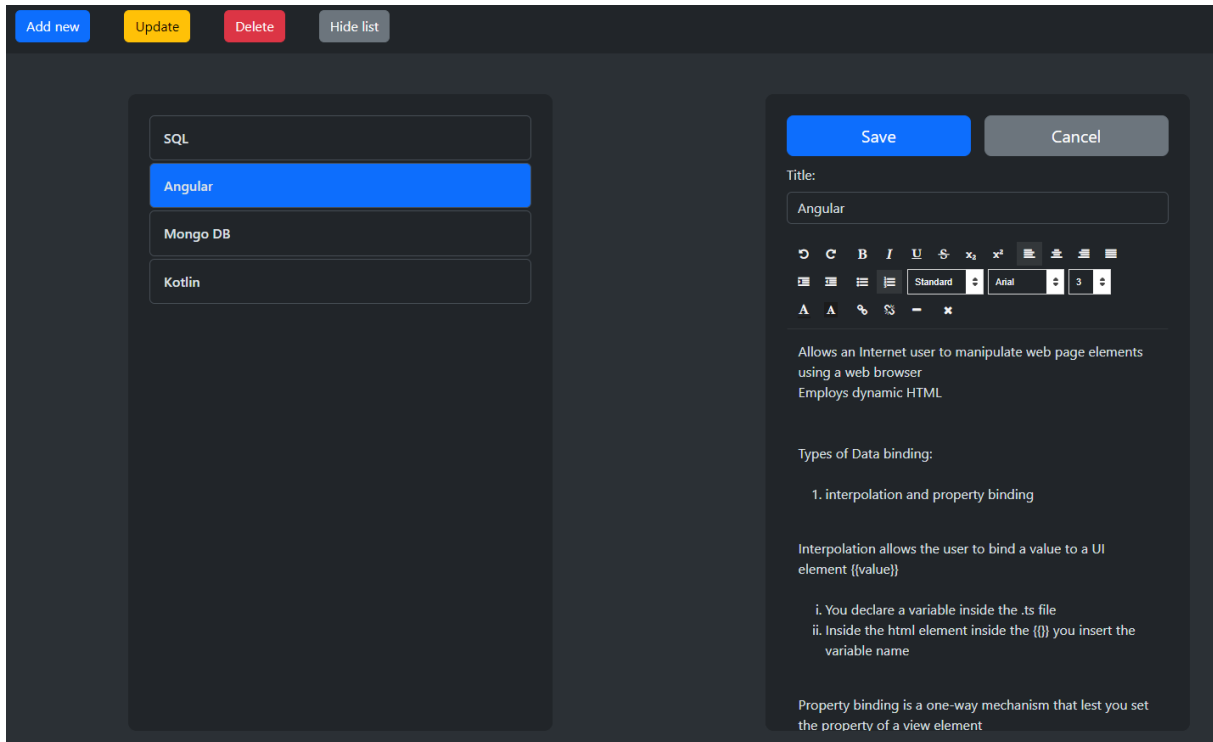 Add new Update Delete Hide list
SQL
Angular
Mongo DB
Kotlin
Save Cancel
Title:
Angular
B I U S x₂ x²
Standard Arial 3
A A
Allows an Internet user to manipulate web page elements
using a web browser
Employs dynamic HTML
Types of Data binding:
1. interpolation and property binding
Interpolation allows the user to bind a value to a UI
element {{value}}
i. You declare a variable inside the .ts file
ii. Inside the html element inside the {{}} you insert the
variable name
Property binding is a one-way mechanism that lest you set
the property of a view element